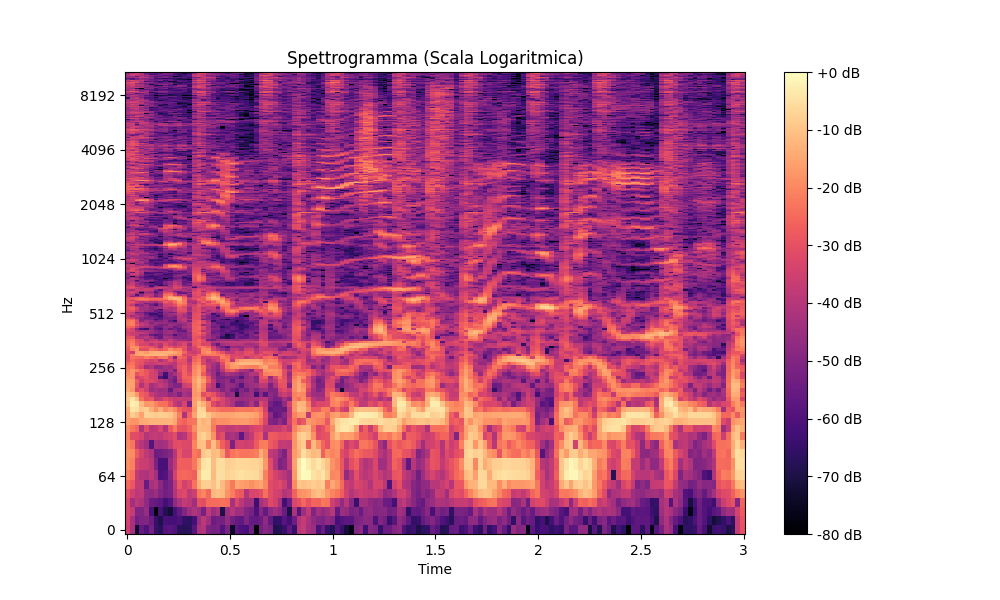 Spettrogramma (Scala Logaritmica)
Hz
8192
4096
2048
1024
512
256
128
64
0
0 0.5 1 1.5 2 2.5 3
Time
+0 dB
-10 dB
-20 dB
-30 dB
-40 dB
-50 dB
-60 dB
-70 dB
-80 dB